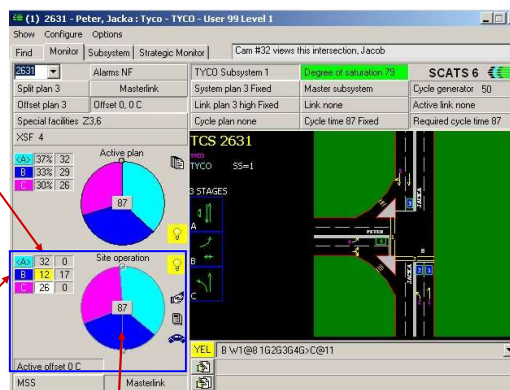 (1) 2631 - Peter, Jacka : Tyco - TYCO - User 99 Level 1
Show Configure Options
Find Monitor Subsystem Strategic Monitor Cam #32 views this intersection, Jacob
2631 Alarms NF TYCO Subsystem 1 Degree of saturation 79 SCATS 6
Split plan 3 Masterlink System plan 3 Fixed Master subsystem Cycle generator 50
Offset plan 3 Offset 0, 0 C Link plan 3 high Fixed Link none Active link none
Special facilities Z3,6 Cycle plan none Cycle time 87 Fixed Required cycle time 87
XSF 4
TCS 2631
TYCO
TYCO SS=1
3 STAGES
A
B
C
PETER
JACKA
JACKA
Active plan
<A> 37% 32
B 33% 29
C 30% 26
87
Site operation
<A> 32 0
B 12 17
C 26 0
87
Active offset 0 C
MSS Masterlink
YEL B W1@8 1G2G3G4G>C@11